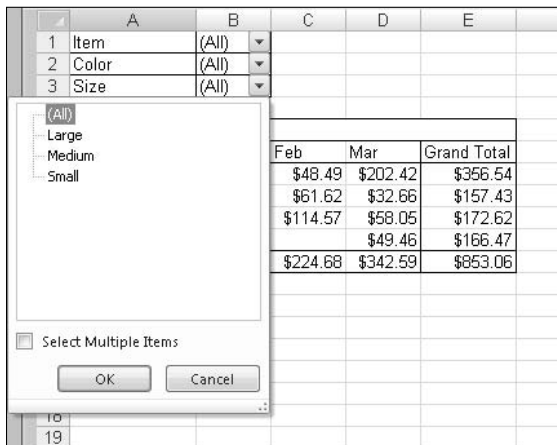 A B C D E
1 Item (All)
2 Color (All)
3 Size (All)
(All)
Large
Medium
Small
Feb Mar Grand Total
$48.49 $202.42 $356.54
$61.62 $32.66 $157.43
$114.57 $58.05 $172.62
$49.46 $166.47
$224.68 $342.59 $853.06
Select Multiple Items
OK Cancel
18
19